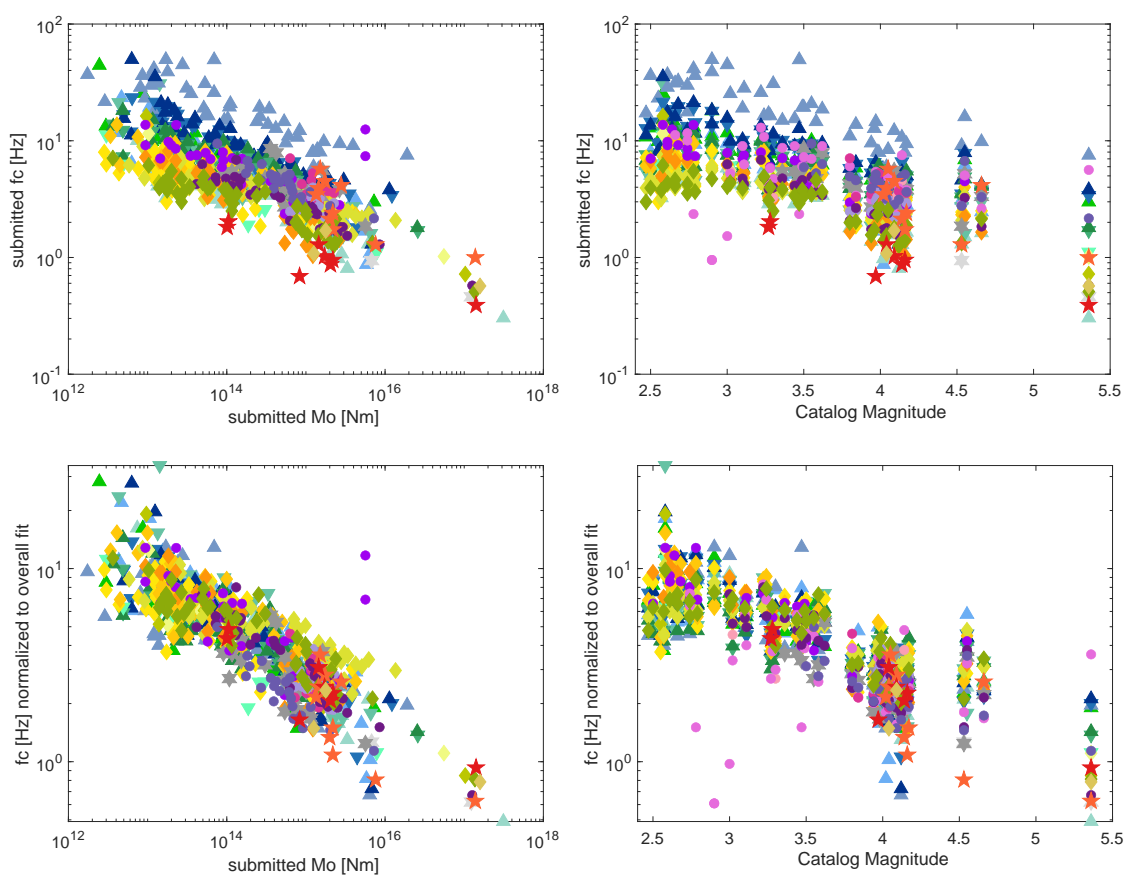 10^2
10^1
10^0
10^-1
submitted fc [Hz]
10^12 10^14 10^16 10^18
submitted Mo [Nm]
10^2
10^1
10^0
10^-1
submitted fc [Hz]
2.5 3 3.5 4 4.5 5 5.5
Catalog Magnitude
10^1
10^0
fc [Hz] normalized to overall fit
10^12 10^14 10^16 10^18
submitted Mo [Nm]
10^1
10^0
fc [Hz] normalized to overall fit
2.5 3 3.5 4 4.5 5 5.5
Catalog Magnitude